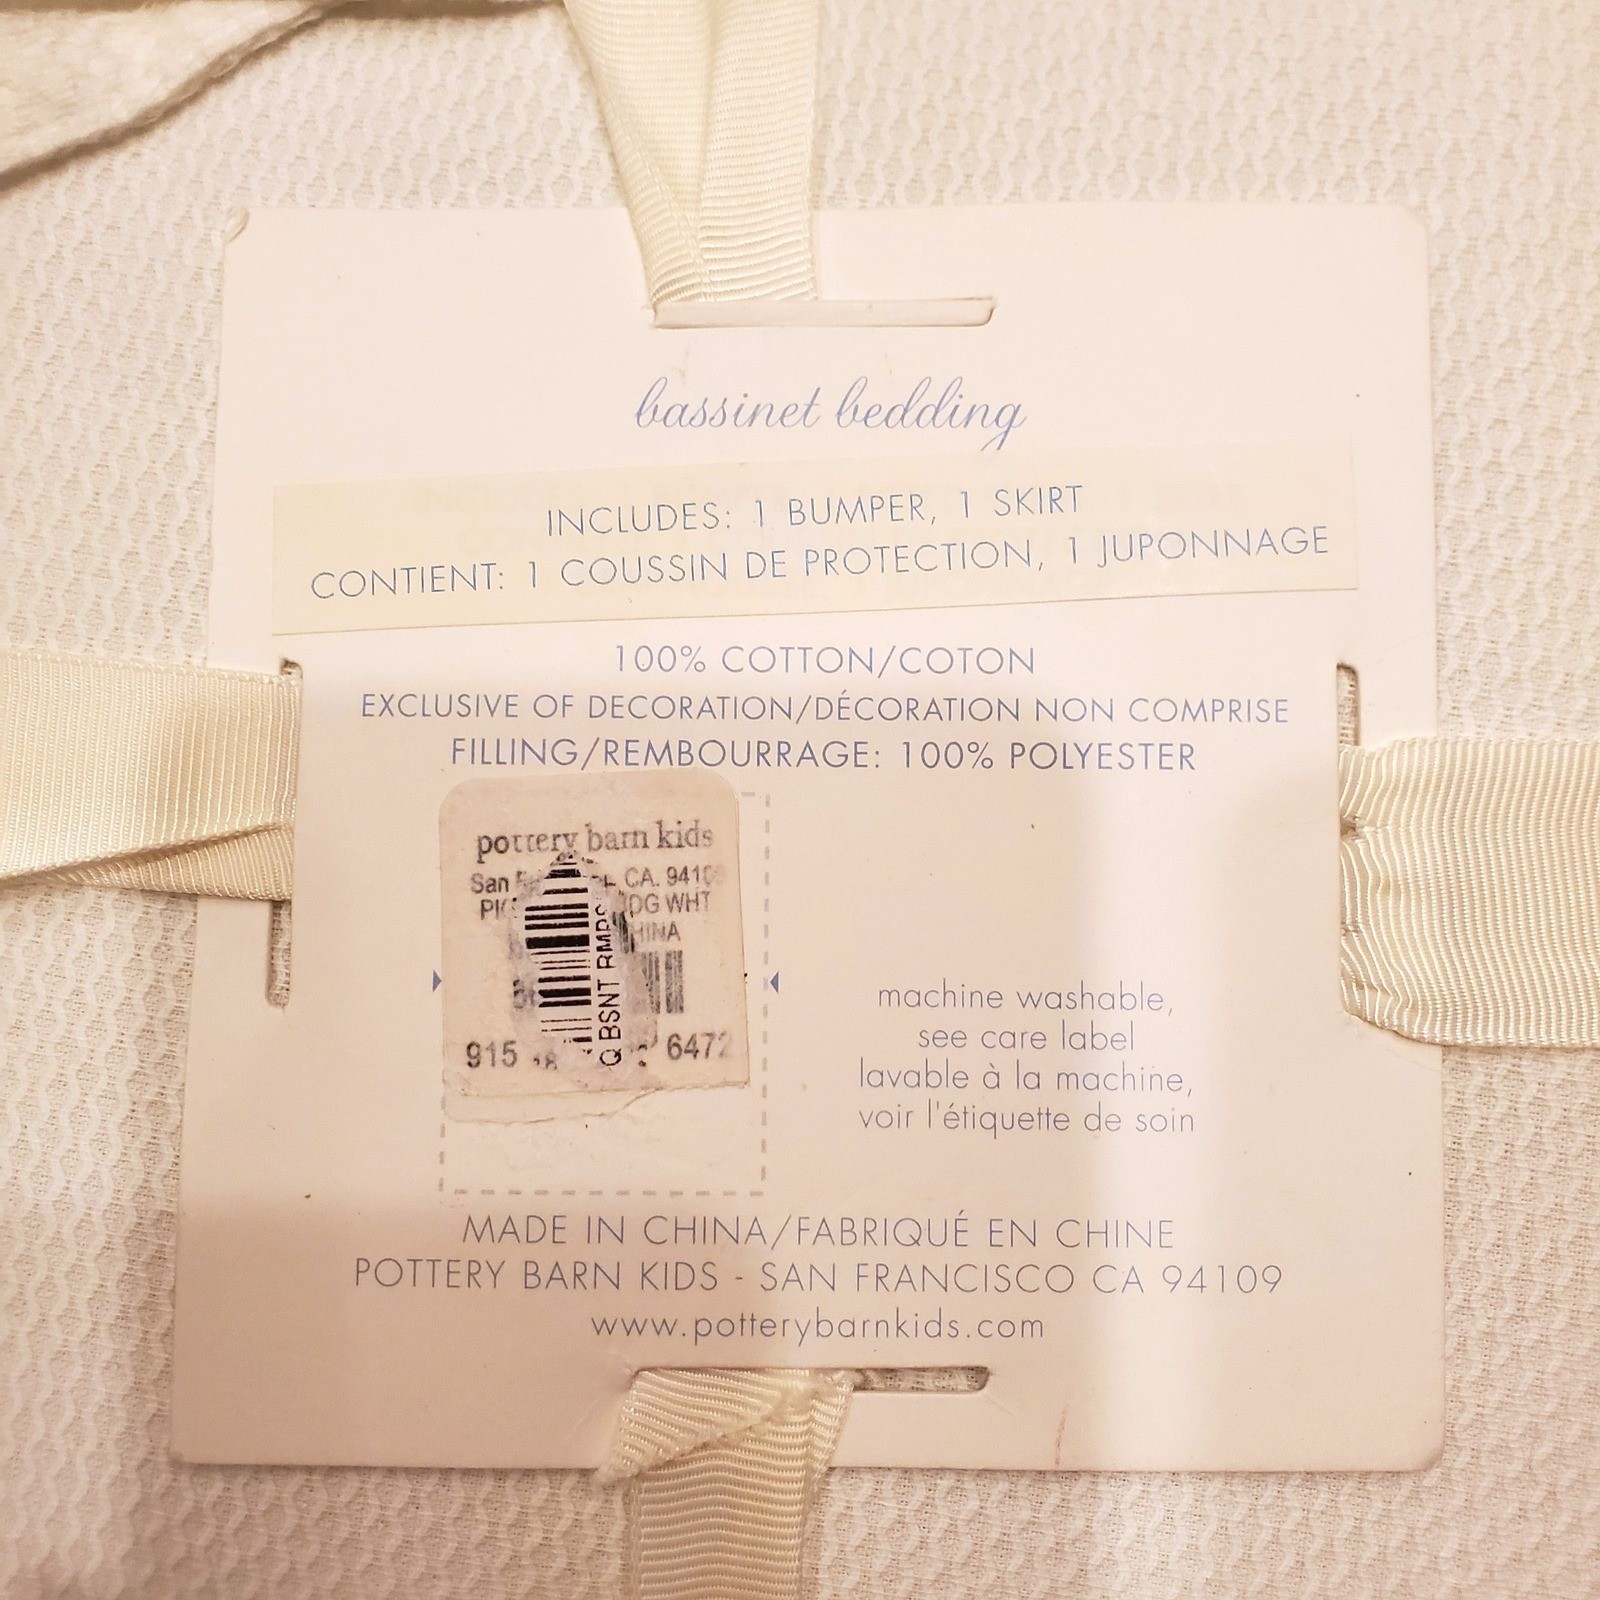 bassinet bedding
INCLUDES: 1 BUMPER, 1 SKIRT
CONTIENT: 1 COUSSIN DE PROTECTION, 1 JUPONNAGE
100% COTTON/COTON
EXCLUSIVE OF DECORATION/DÉCORATION NON COMPRISE
FILLING/REMBOURRAGE: 100% POLYESTER
pottery barn kids
San CA. 94109
WHT
915 6472
Q BSNT
machine washable,
see care label
lavable à la machine,
voir l'étiquette de soin
MADE IN CHINA/FABRIQUÉ EN CHINE
POTTERY BARN KIDS - SAN FRANCISCO CA 94109
www.potterybarnkids.com